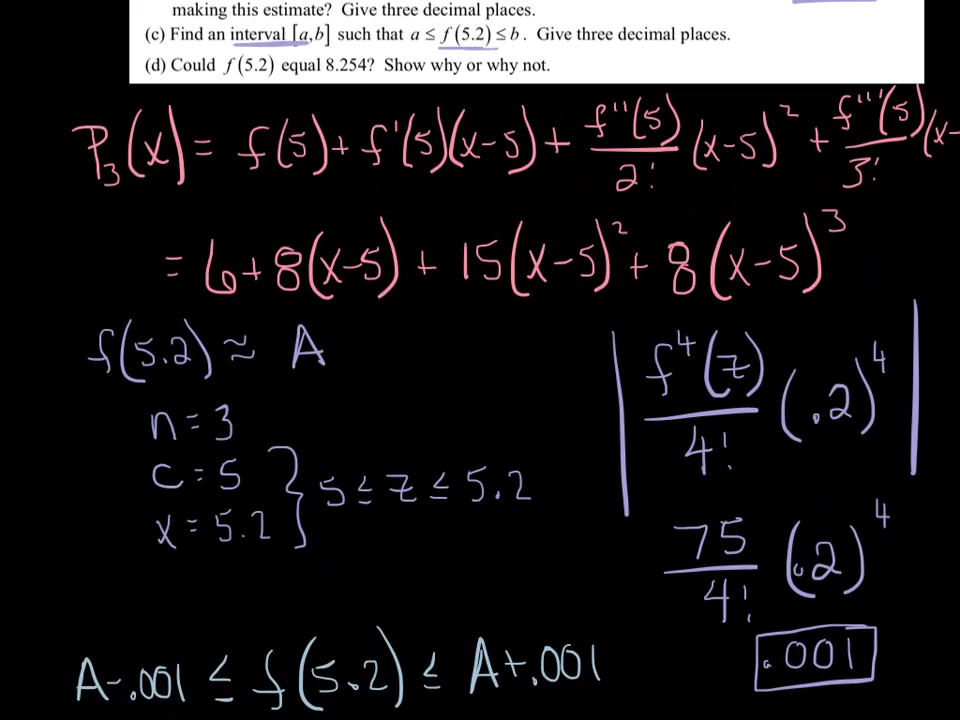 making this estimate? Give three decimal places.
(c) Find an interval [a,b] such that a ≤ f(5.2) ≤ b. Give three decimal places.
(d) Could f(5.2) equal 8.254? Show why or why not.
P₃(x) = f(5) + f'(5)(x-5) + f''(5)/2! (x-5)² + f'''(5)/3! (x-
= 6 + 8(x-5) + 15(x-5)² + 8(x-5)³
f(5.2) ≈ A
|f⁴(z)/4! (.2)⁴|
n = 3
c = 5
x = 5.2
} 5 ≤ z ≤ 5.2
75/4! (.2)⁴
.001
A-.001 ≤ f(5.2) ≤ A+.001